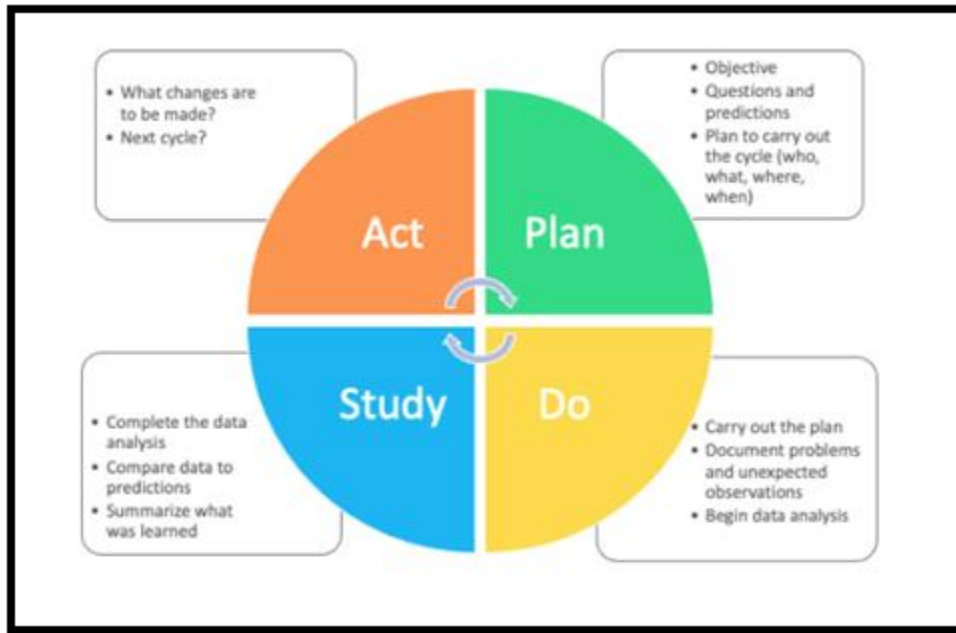 • What changes are
to be made?
• Next cycle?
• Objective
• Questions and
predictions
• Plan to carry out
the cycle (who,
what, where,
when)
Act
Plan
Study
Do
• Complete the data
analysis
• Compare data to
predictions
• Summarize what
was learned
• Carry out the plan
• Document problems
and unexpected
observations
• Begin data analysis